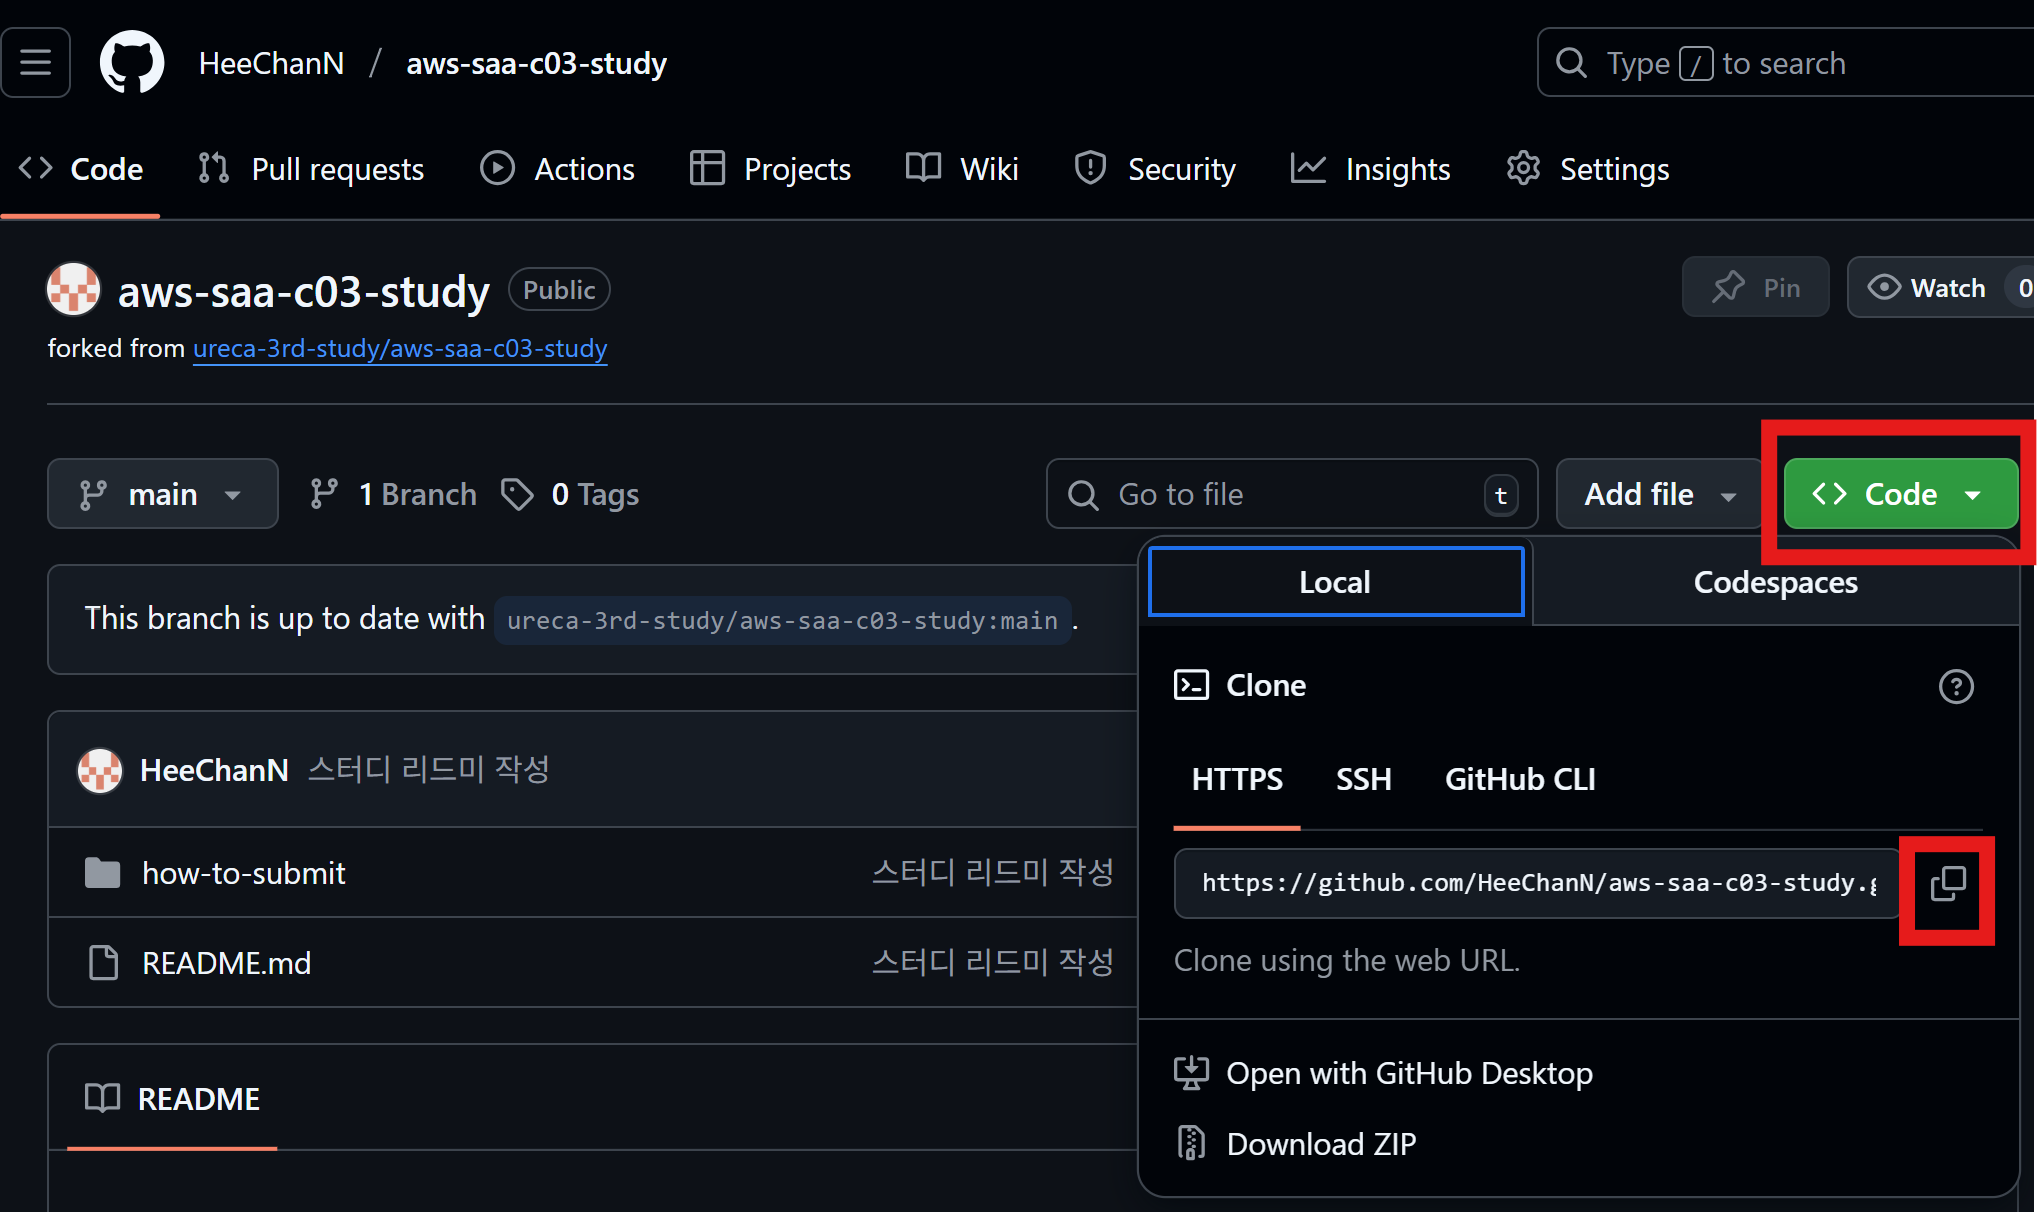 HeeChanN / aws-saa-c03-study
Type / to search
Code Pull requests Actions Projects Wiki Security Insights Settings
aws-saa-c03-study Public
Pin Watch 0
forked from ureca-3rd-study/aws-saa-c03-study
main 1 Branch 0 Tags Go to file t Add file Code
Local Codespaces
This branch is up to date with ureca-3rd-study/aws-saa-c03-study:main .
Clone
HeeChanN 스터디 리드미 작성
HTTPS SSH GitHub CLI
how-to-submit 스터디 리드미 작성
https://github.com/HeeChanN/aws-saa-c03-study.g
README.md 스터디 리드미 작성
Clone using the web URL.
Open with GitHub Desktop
README
Download ZIP